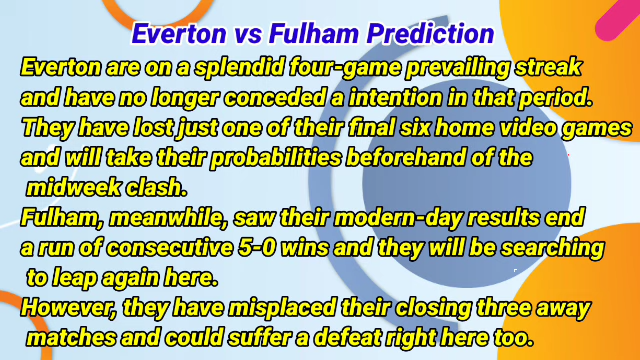 Everton vs Fulham Prediction
Everton are on a splendid four-game prevailing streak
and have no longer conceded a intention in that period.
They have lost just one of their final six home video games
and will take their probabilities beforehand of the
midweek clash.
Fulham, meanwhile, saw their modern-day results end
a run of consecutive 5-0 wins and they will be searching
to leap again here.
However, they have misplaced their closing three away
matches and could suffer a defeat right here too.